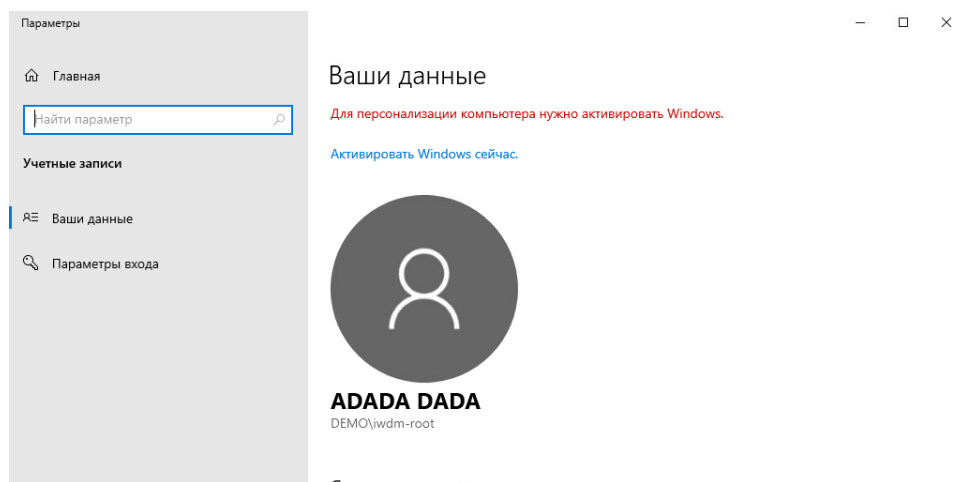 Параметры
Главная
Найти параметр
Учетные записи
Ваши данные
Параметры входа
Ваши данные
Для персонализации компьютера нужно активировать Windows.
Активировать Windows сейчас.
ADADA DADA
DEMO\iwdm-root